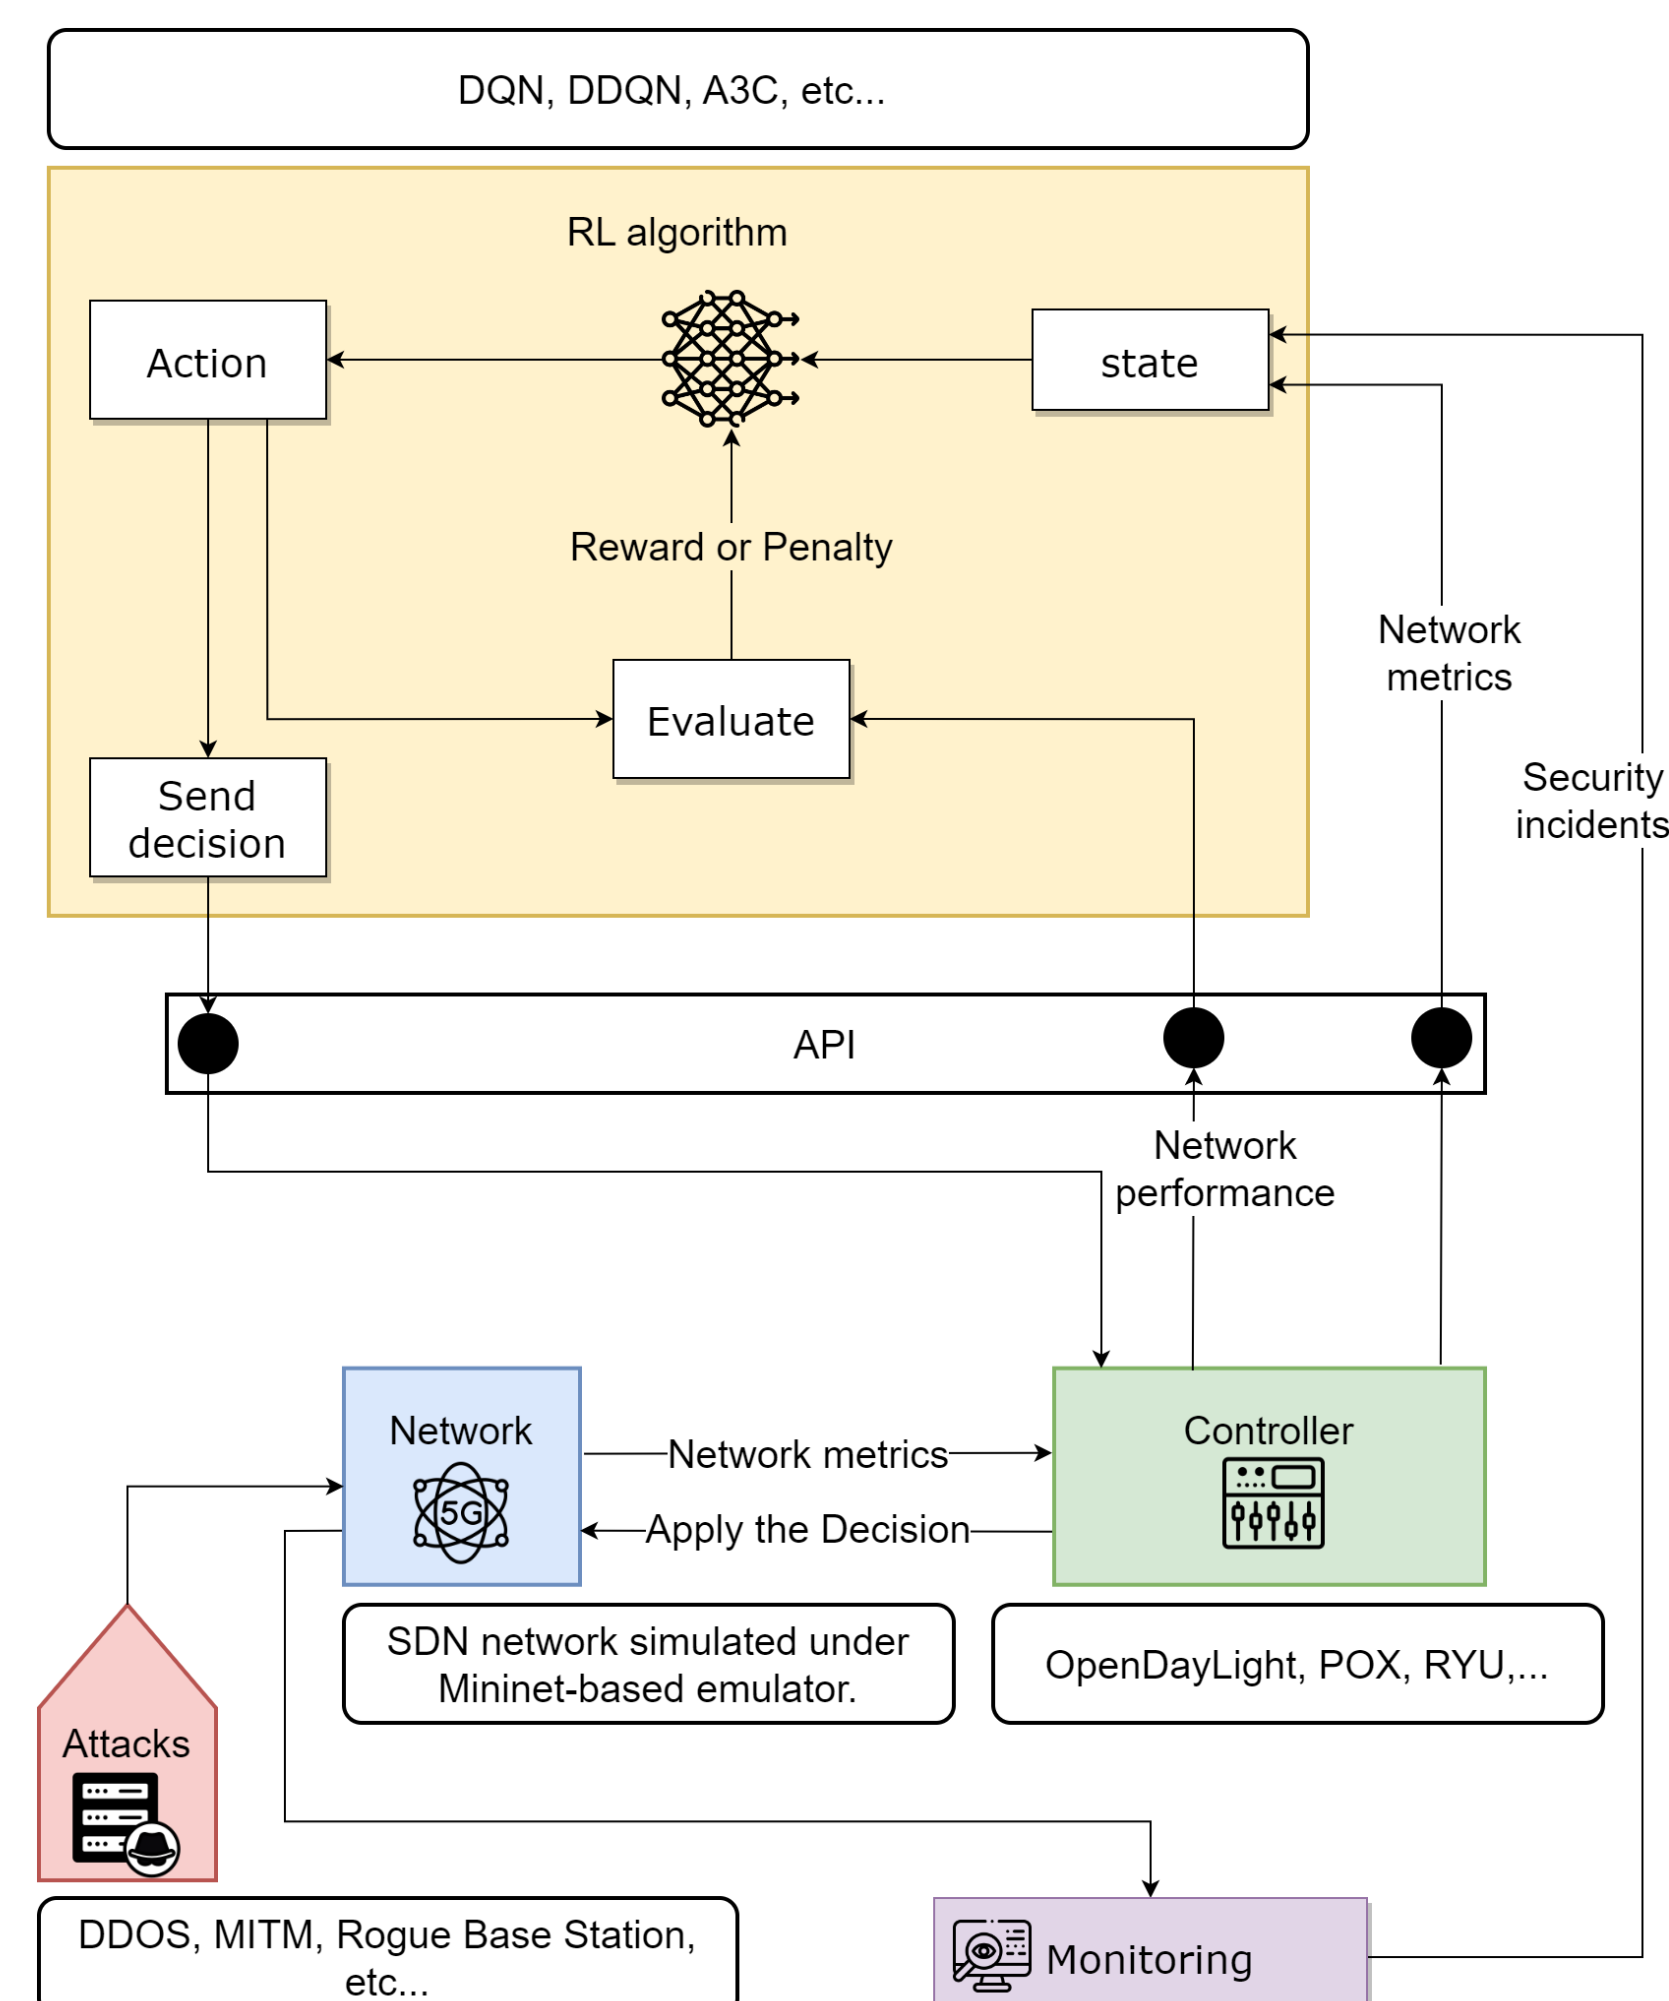 DQN, DDQN, A3C, etc...
RL algorithm
Action
state
Reward or Penalty
Network
metrics
Evaluate
Security
incidents
Send
decision
API
Network
performance
Network
5G
Network metrics
Apply the Decision
Controller
SDN network simulated under
Mininet-based emulator.
OpenDayLight, POX, RYU,...
Attacks
DDOS, MITM, Rogue Base Station,
etc...
Monitoring